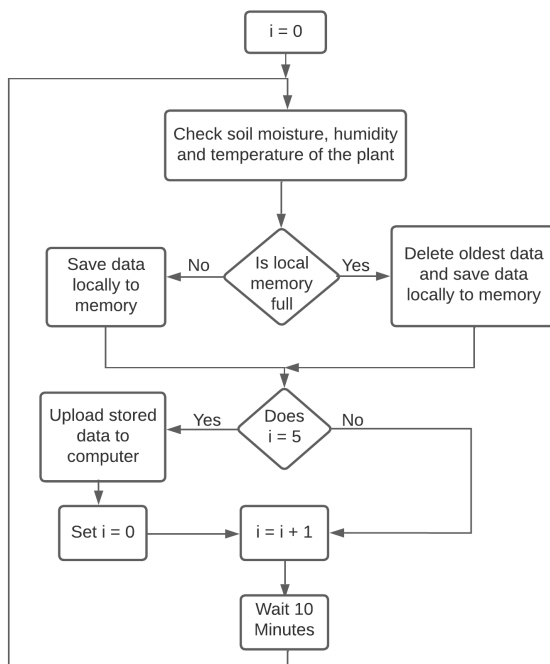 i = 0
Check soil moisture, humidity
and temperature of the plant
Save data
locally to
memory
No
Is local
memory
full
Yes
Delete oldest data
and save data
locally to memory
Upload stored
data to
computer
Yes
Does
i = 5
No
Set i = 0
i = i + 1
Wait 10
Minutes